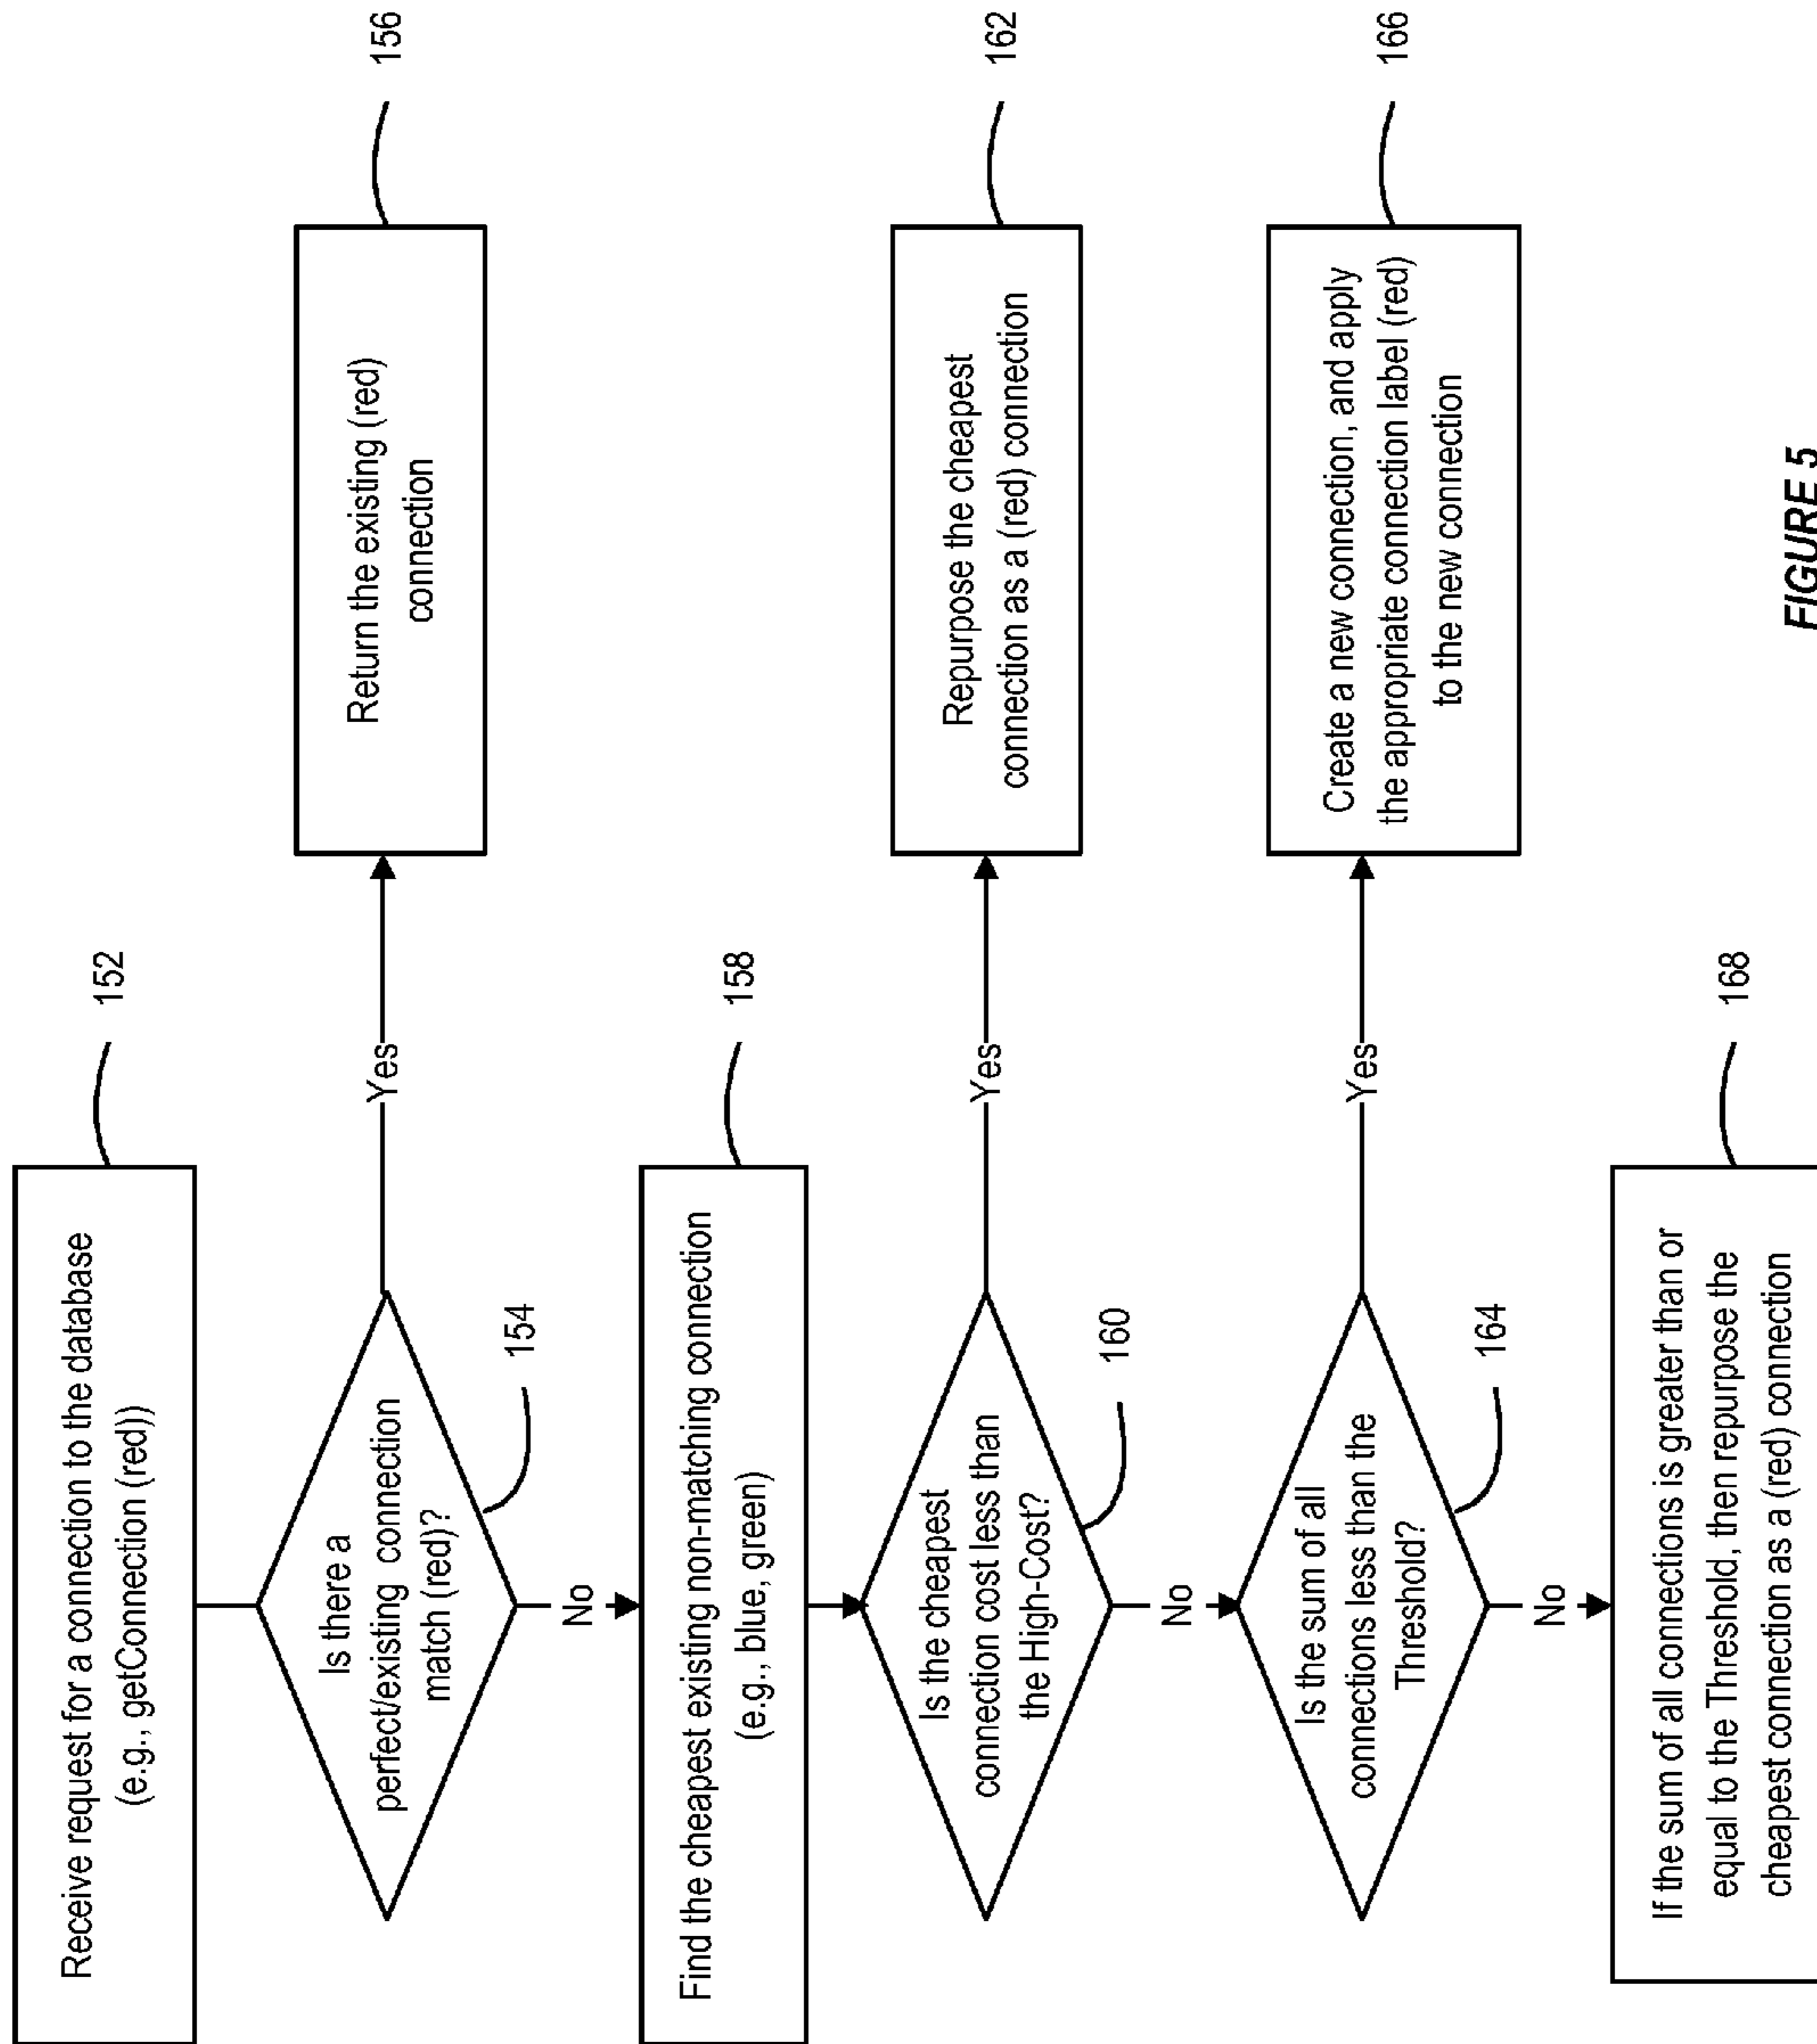 152
Receive request for a connection to the database
(e.g., getConnection (red))
154
Is there a
perfect/existing connection
match (red)?
Yes
156
Return the existing (red)
connection
No
158
Find the cheapest existing non-matching connection
(e.g., blue, green)
160
Is the cheapest
connection cost less than
the High-Cost?
Yes
162
Repurpose the cheapest
connection as a (red) connection
No
164
Is the sum of all
connections less than the
Threshold?
Yes
166
Create a new connection, and apply
the appropriate connection label (red)
to the new connection
No
168
If the sum of all connections is greater than or
equal to the Threshold, then repurpose the
cheapest connection as a (red) connection
FIGURE 5